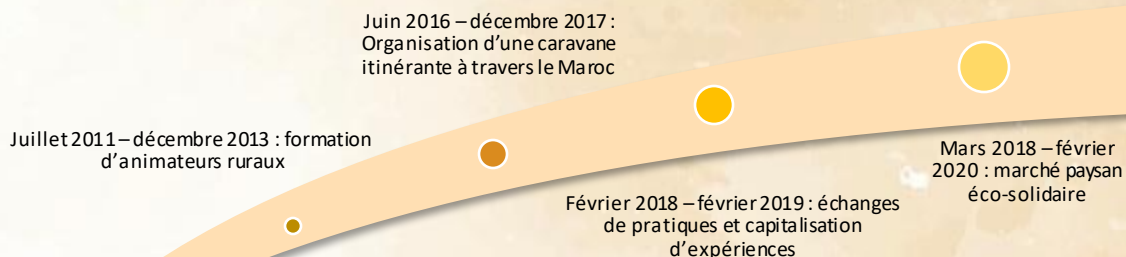 Juin 2016 – décembre 2017 :
Organisation d'une caravane
itinérante à travers le Maroc
Juillet 2011 – décembre 2013 : formation
d'animateurs ruraux
Mars 2018 – février
2020 : marché paysan
éco-solidaire
Février 2018 – février 2019 : échanges
de pratiques et capitalisation
d'expériences